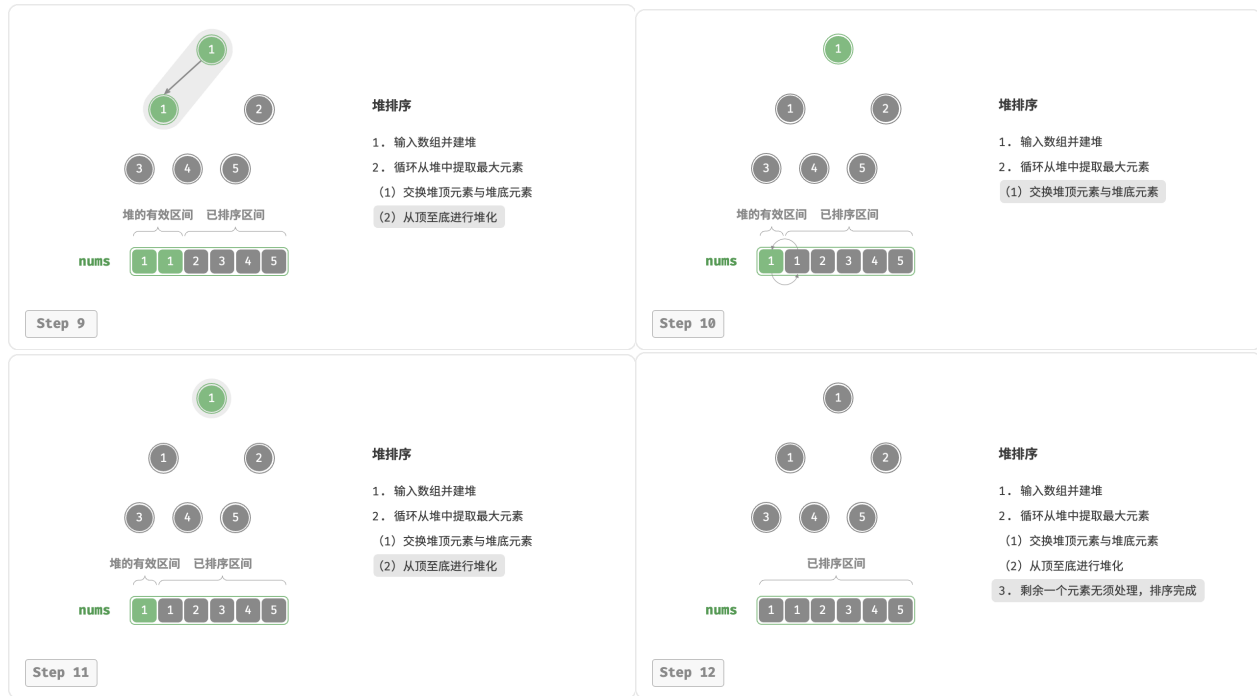 1
1
2
3
4
5
堆的有效区间 已排序区间
nums 1 1 2 3 4 5
堆排序
1. 输入数组并建堆
2. 循环从堆中提取最大元素
(1) 交换堆顶元素与堆底元素
(2) 从顶至底进行堆化
Step 9
1
1
2
3
4
5
堆的有效区间 已排序区间
nums 1 1 2 3 4 5
堆排序
1. 输入数组并建堆
2. 循环从堆中提取最大元素
(1) 交换堆顶元素与堆底元素
Step 10
1
1
2
3
4
5
堆的有效区间 已排序区间
nums 1 1 2 3 4 5
堆排序
1. 输入数组并建堆
2. 循环从堆中提取最大元素
(1) 交换堆顶元素与堆底元素
(2) 从顶至底进行堆化
Step 11
1
1
2
3
4
5
已排序区间
nums 1 1 2 3 4 5
堆排序
1. 输入数组并建堆
2. 循环从堆中提取最大元素
(1) 交换堆顶元素与堆底元素
(2) 从顶至底进行堆化
3. 剩余一个元素无须处理，排序完成
Step 12